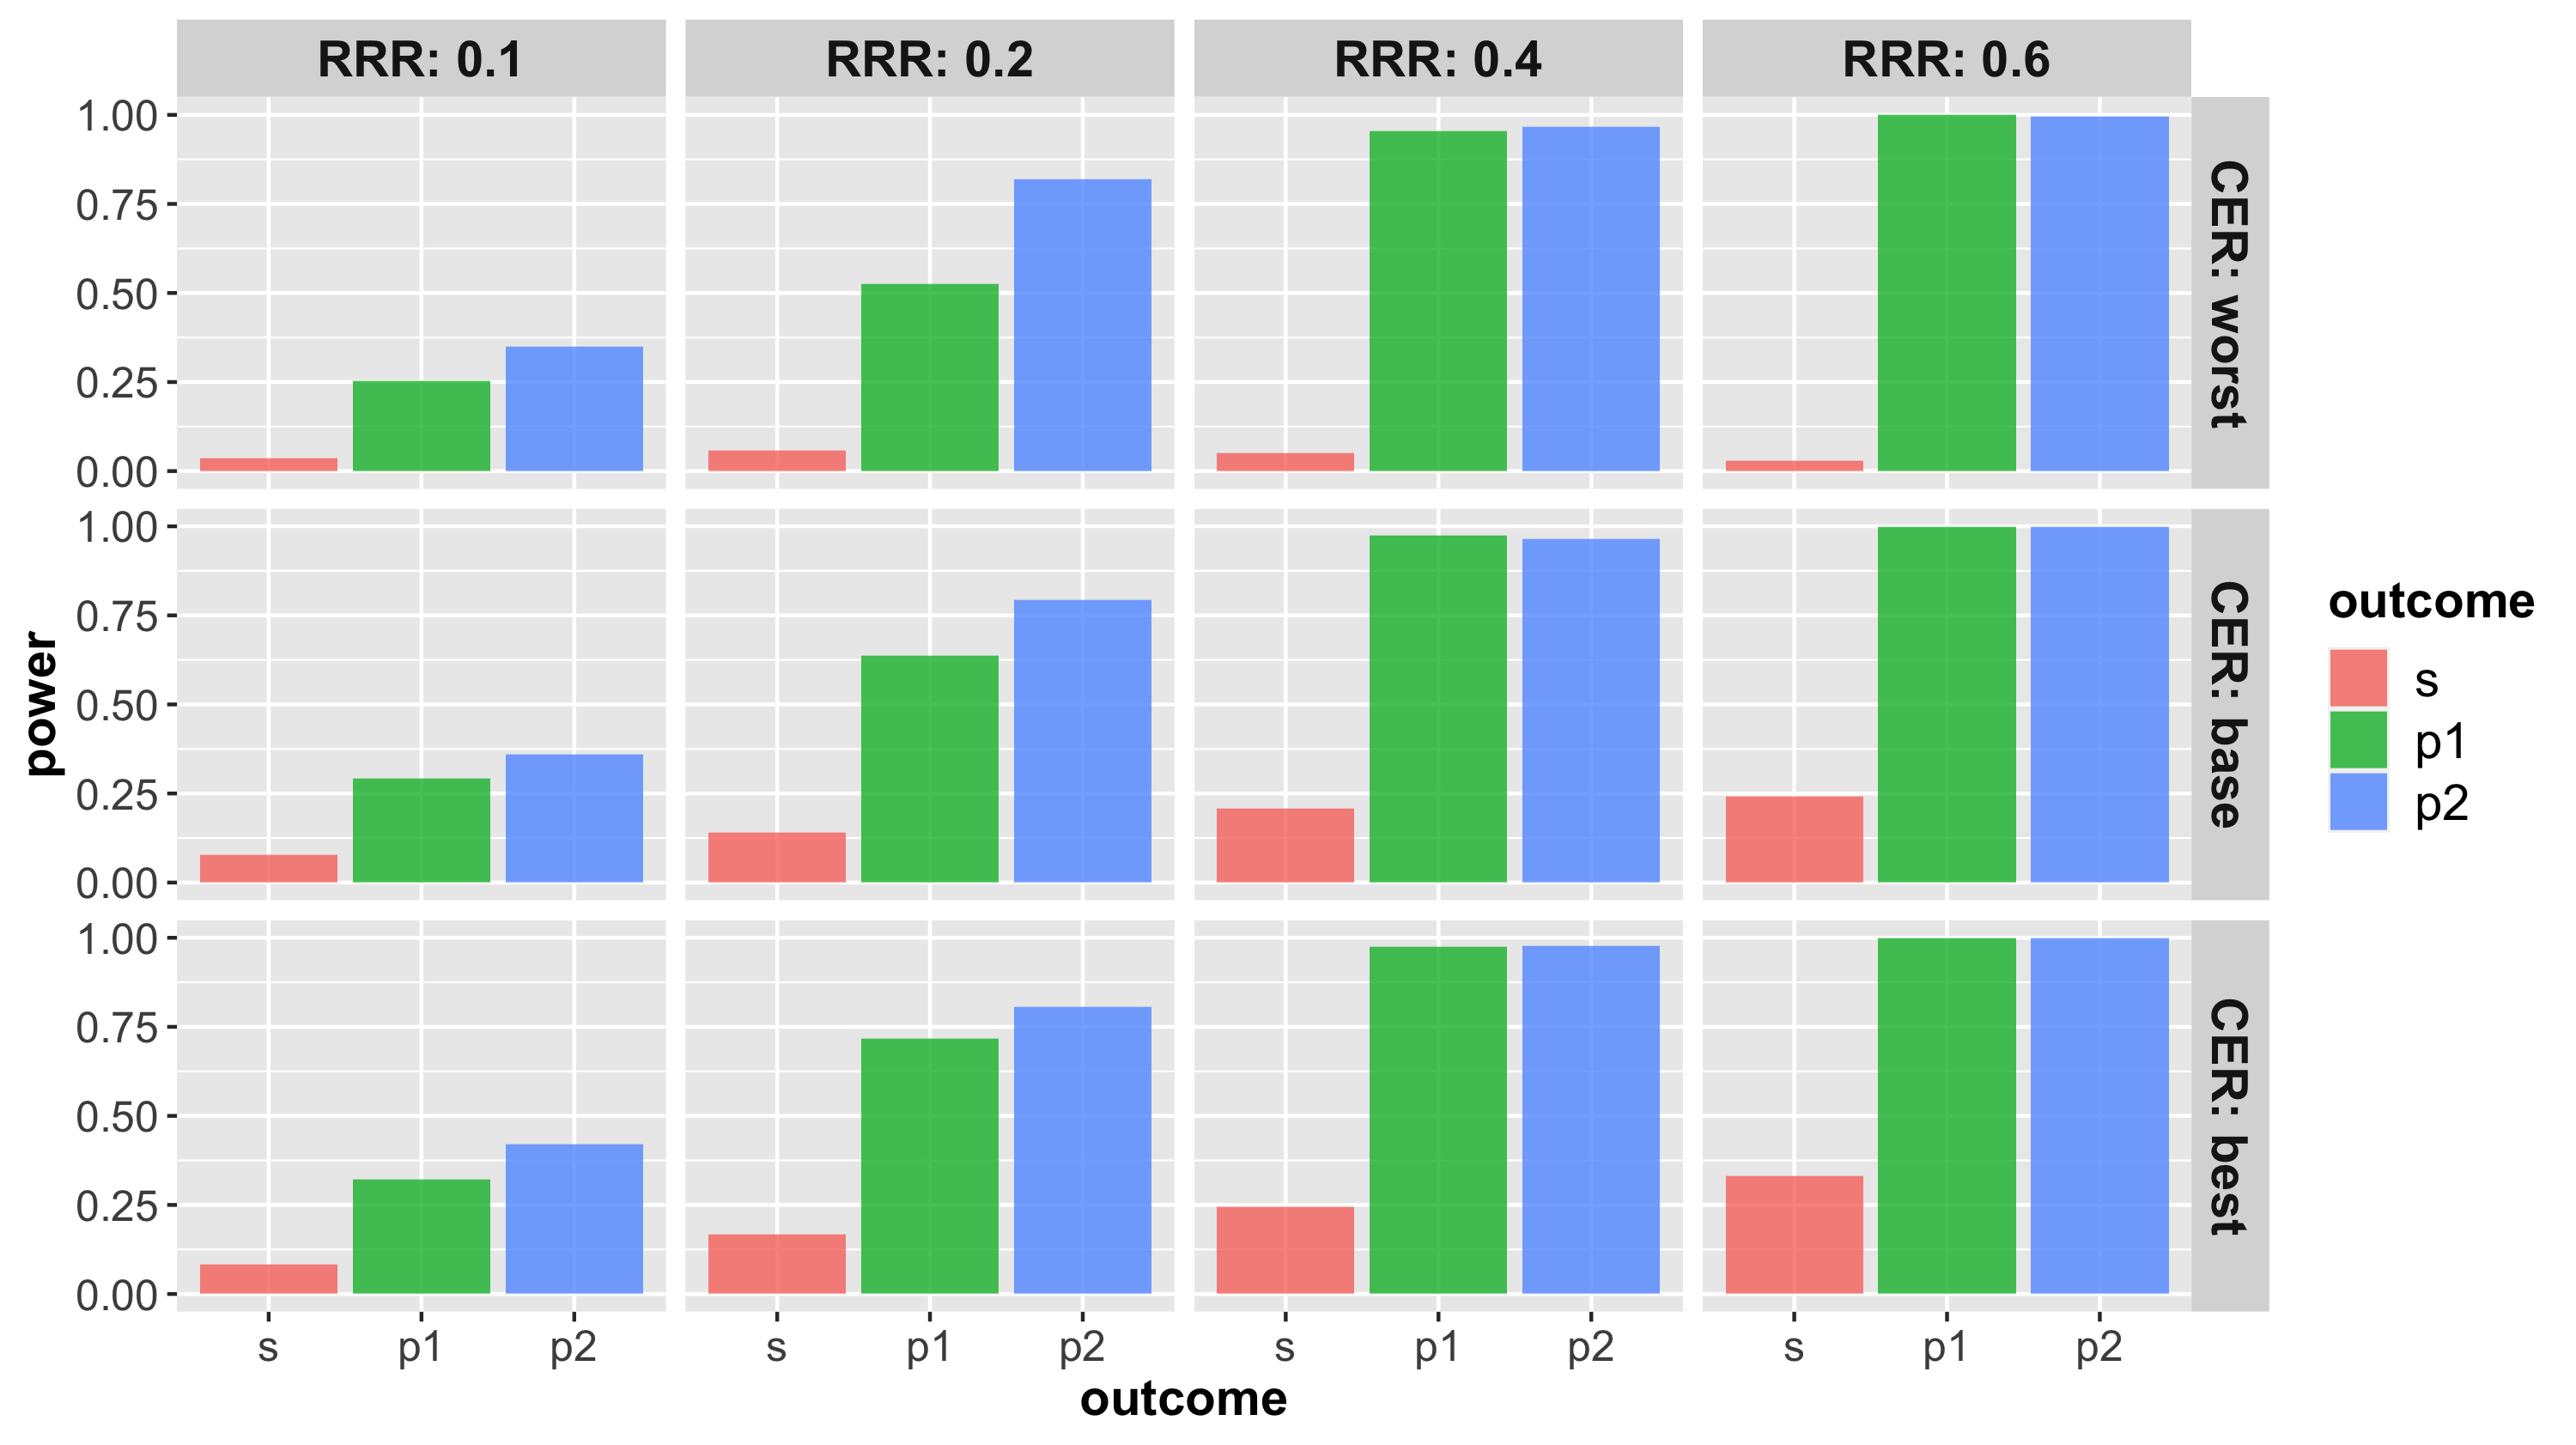 RRR: 0.1
RRR: 0.2
RRR: 0.4
RRR: 0.6
1.00
0.75
0.50
0.25
0.00
CER: worst
1.00
0.75
0.50
0.25
0.00
CER: base
1.00
0.75
0.50
0.25
0.00
CER: best
power
s p1 p2
s p1 p2
s p1 p2
s p1 p2
outcome
outcome
s
p1
p2